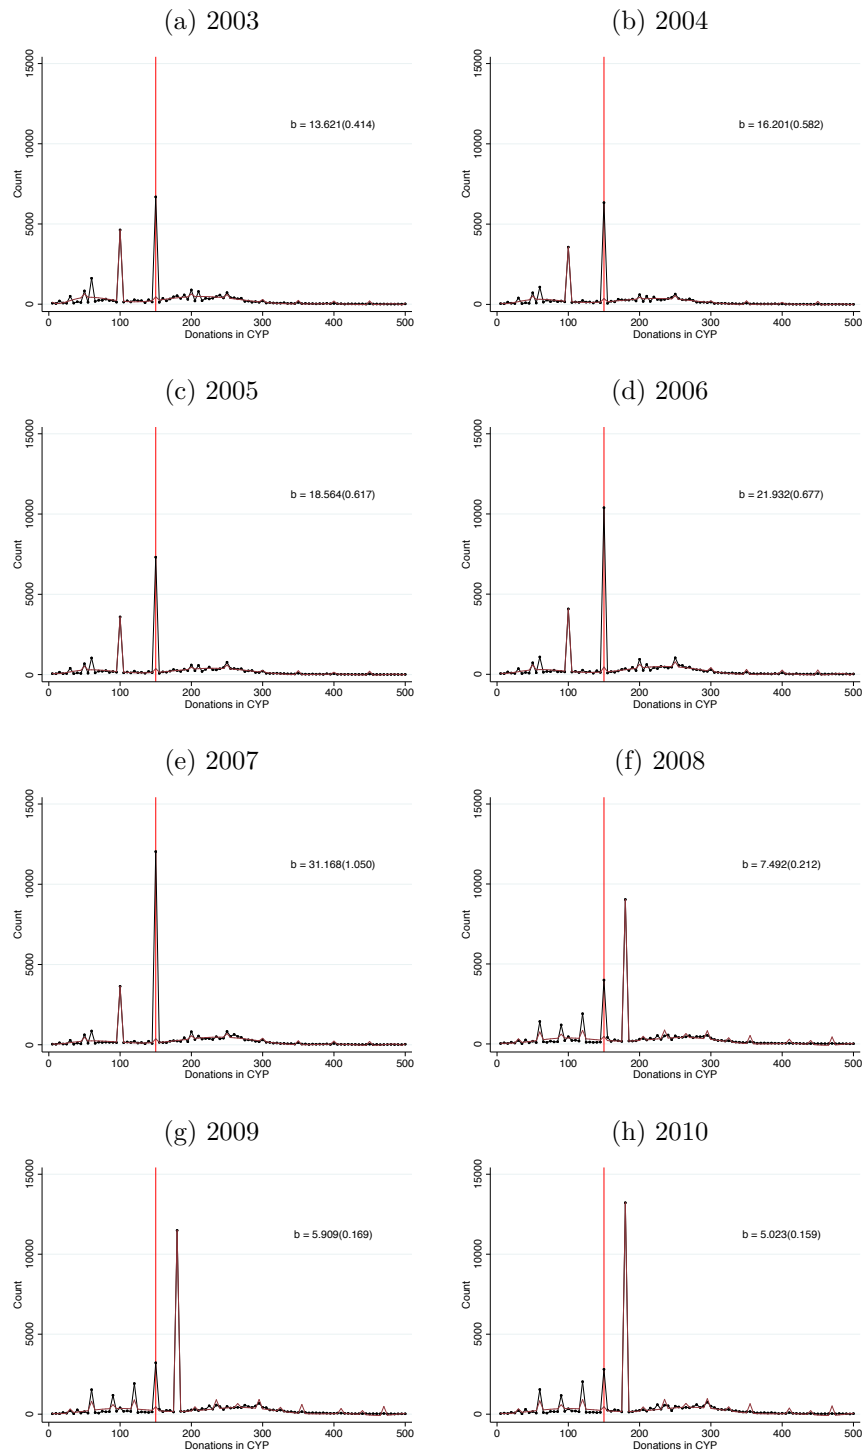 (a) 2003
15000
10000
5000
0
Count
b = 13.621(0.414)
0 100 200 300 400 500
Donations in CYP
(b) 2004
15000
10000
5000
0
Count
b = 16.201(0.582)
0 100 200 300 400 500
Donations in CYP
(c) 2005
15000
10000
5000
0
Count
b = 18.564(0.617)
0 100 200 300 400 500
Donations in CYP
(d) 2006
15000
10000
5000
0
Count
b = 21.932(0.677)
0 100 200 300 400 500
Donations in CYP
(e) 2007
15000
10000
5000
0
Count
b = 31.168(1.050)
0 100 200 300 400 500
Donations in CYP
(f) 2008
15000
10000
5000
0
Count
b = 7.492(0.212)
0 100 200 300 400 500
Donations in CYP
(g) 2009
15000
10000
5000
0
Count
b = 5.909(0.169)
0 100 200 300 400 500
Donations in CYP
(h) 2010
15000
10000
5000
0
Count
b = 5.023(0.159)
0 100 200 300 400 500
Donations in CYP